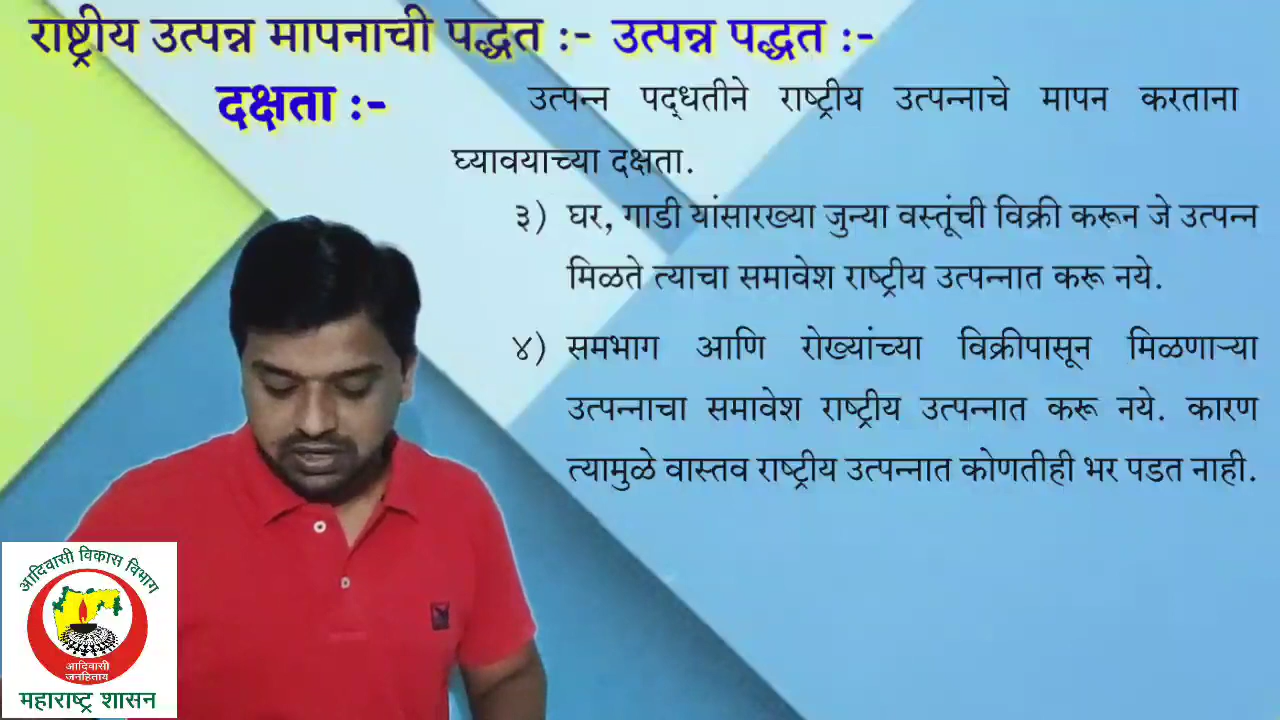 राष्ट्रीय उत्पन्न मापनाची पद्धत :- उत्पन्न पद्धत :-
दक्षता :-
उत्पन्न पद्धतीने राष्ट्रीय उत्पन्नाचे मापन करताना
घ्यावयाच्या दक्षता.
३) घर, गाडी यांसारख्या जुन्या वस्तूंची विक्री करून जे उत्पन्न
मिळते त्याचा समावेश राष्ट्रीय उत्पन्नात करू नये.
४) समभाग आणि रोख्यांच्या विक्रीपासून मिळणाऱ्या
उत्पन्नाचा समावेश राष्ट्रीय उत्पन्नात करू नये. कारण
त्यामुळे वास्तव राष्ट्रीय उत्पन्नात कोणतीही भर पडत नाही.
आदिवासी विकास विभाग
आदिवासी
जनहिताय
महाराष्ट्र शासन